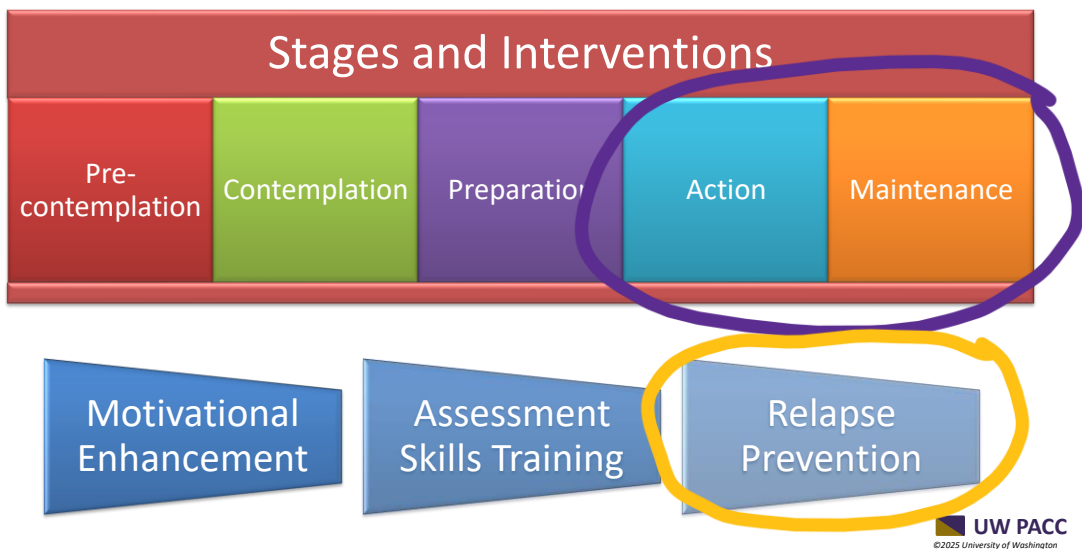 Stages and Interventions
Pre-
contemplation
Contemplation
Preparation
Action
Maintenance
Motivational
Enhancement
Assessment
Skills Training
Relapse
Prevention
UW PACC
©2025 University of Washington